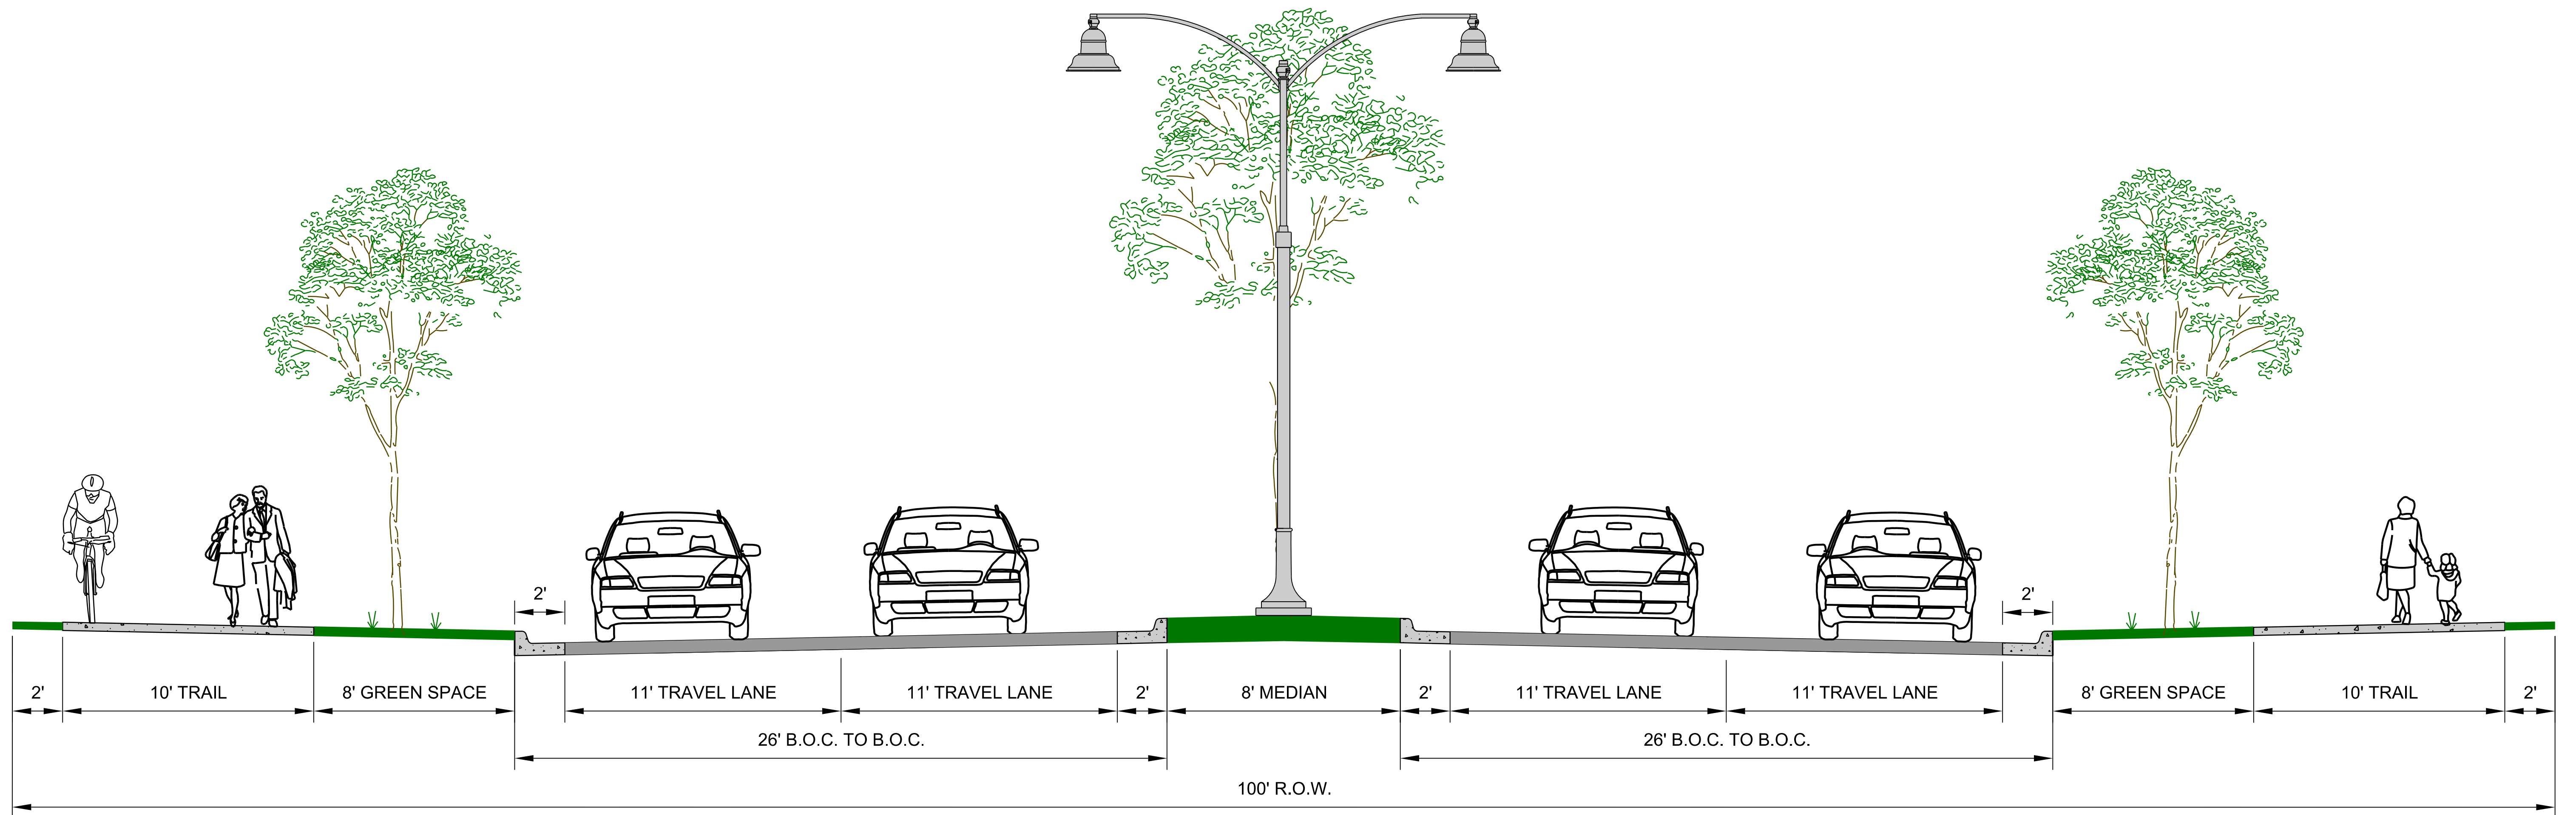 2'
2'
2'
10' TRAIL
8' GREEN SPACE
11' TRAVEL LANE
11' TRAVEL LANE
2'
8' MEDIAN
2'
11' TRAVEL LANE
11' TRAVEL LANE
8' GREEN SPACE
10' TRAIL
2'
26' B.O.C. TO B.O.C.
26' B.O.C. TO B.O.C.
100' R.O.W.